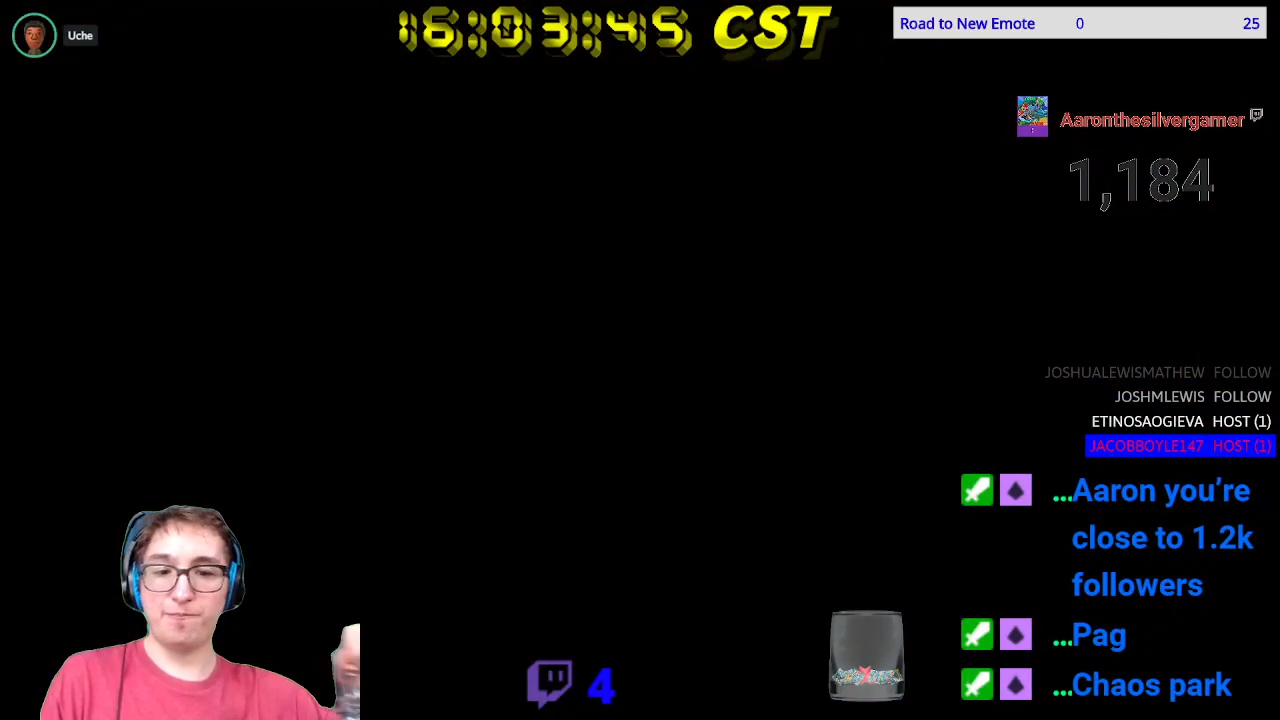 Uche
16:03:45 CST
Road to New Emote 0 25
Aaronthesilvergamer
1,184
JOSHUALEWISMATHEW FOLLOW
JOSHMLEWIS FOLLOW
ETINOSAOGIEVA HOST (1)
JACOBBOYLE147 HOST (1)
...Aaron you're
close to 1.2k
followers
...Pag
...Chaos park
4